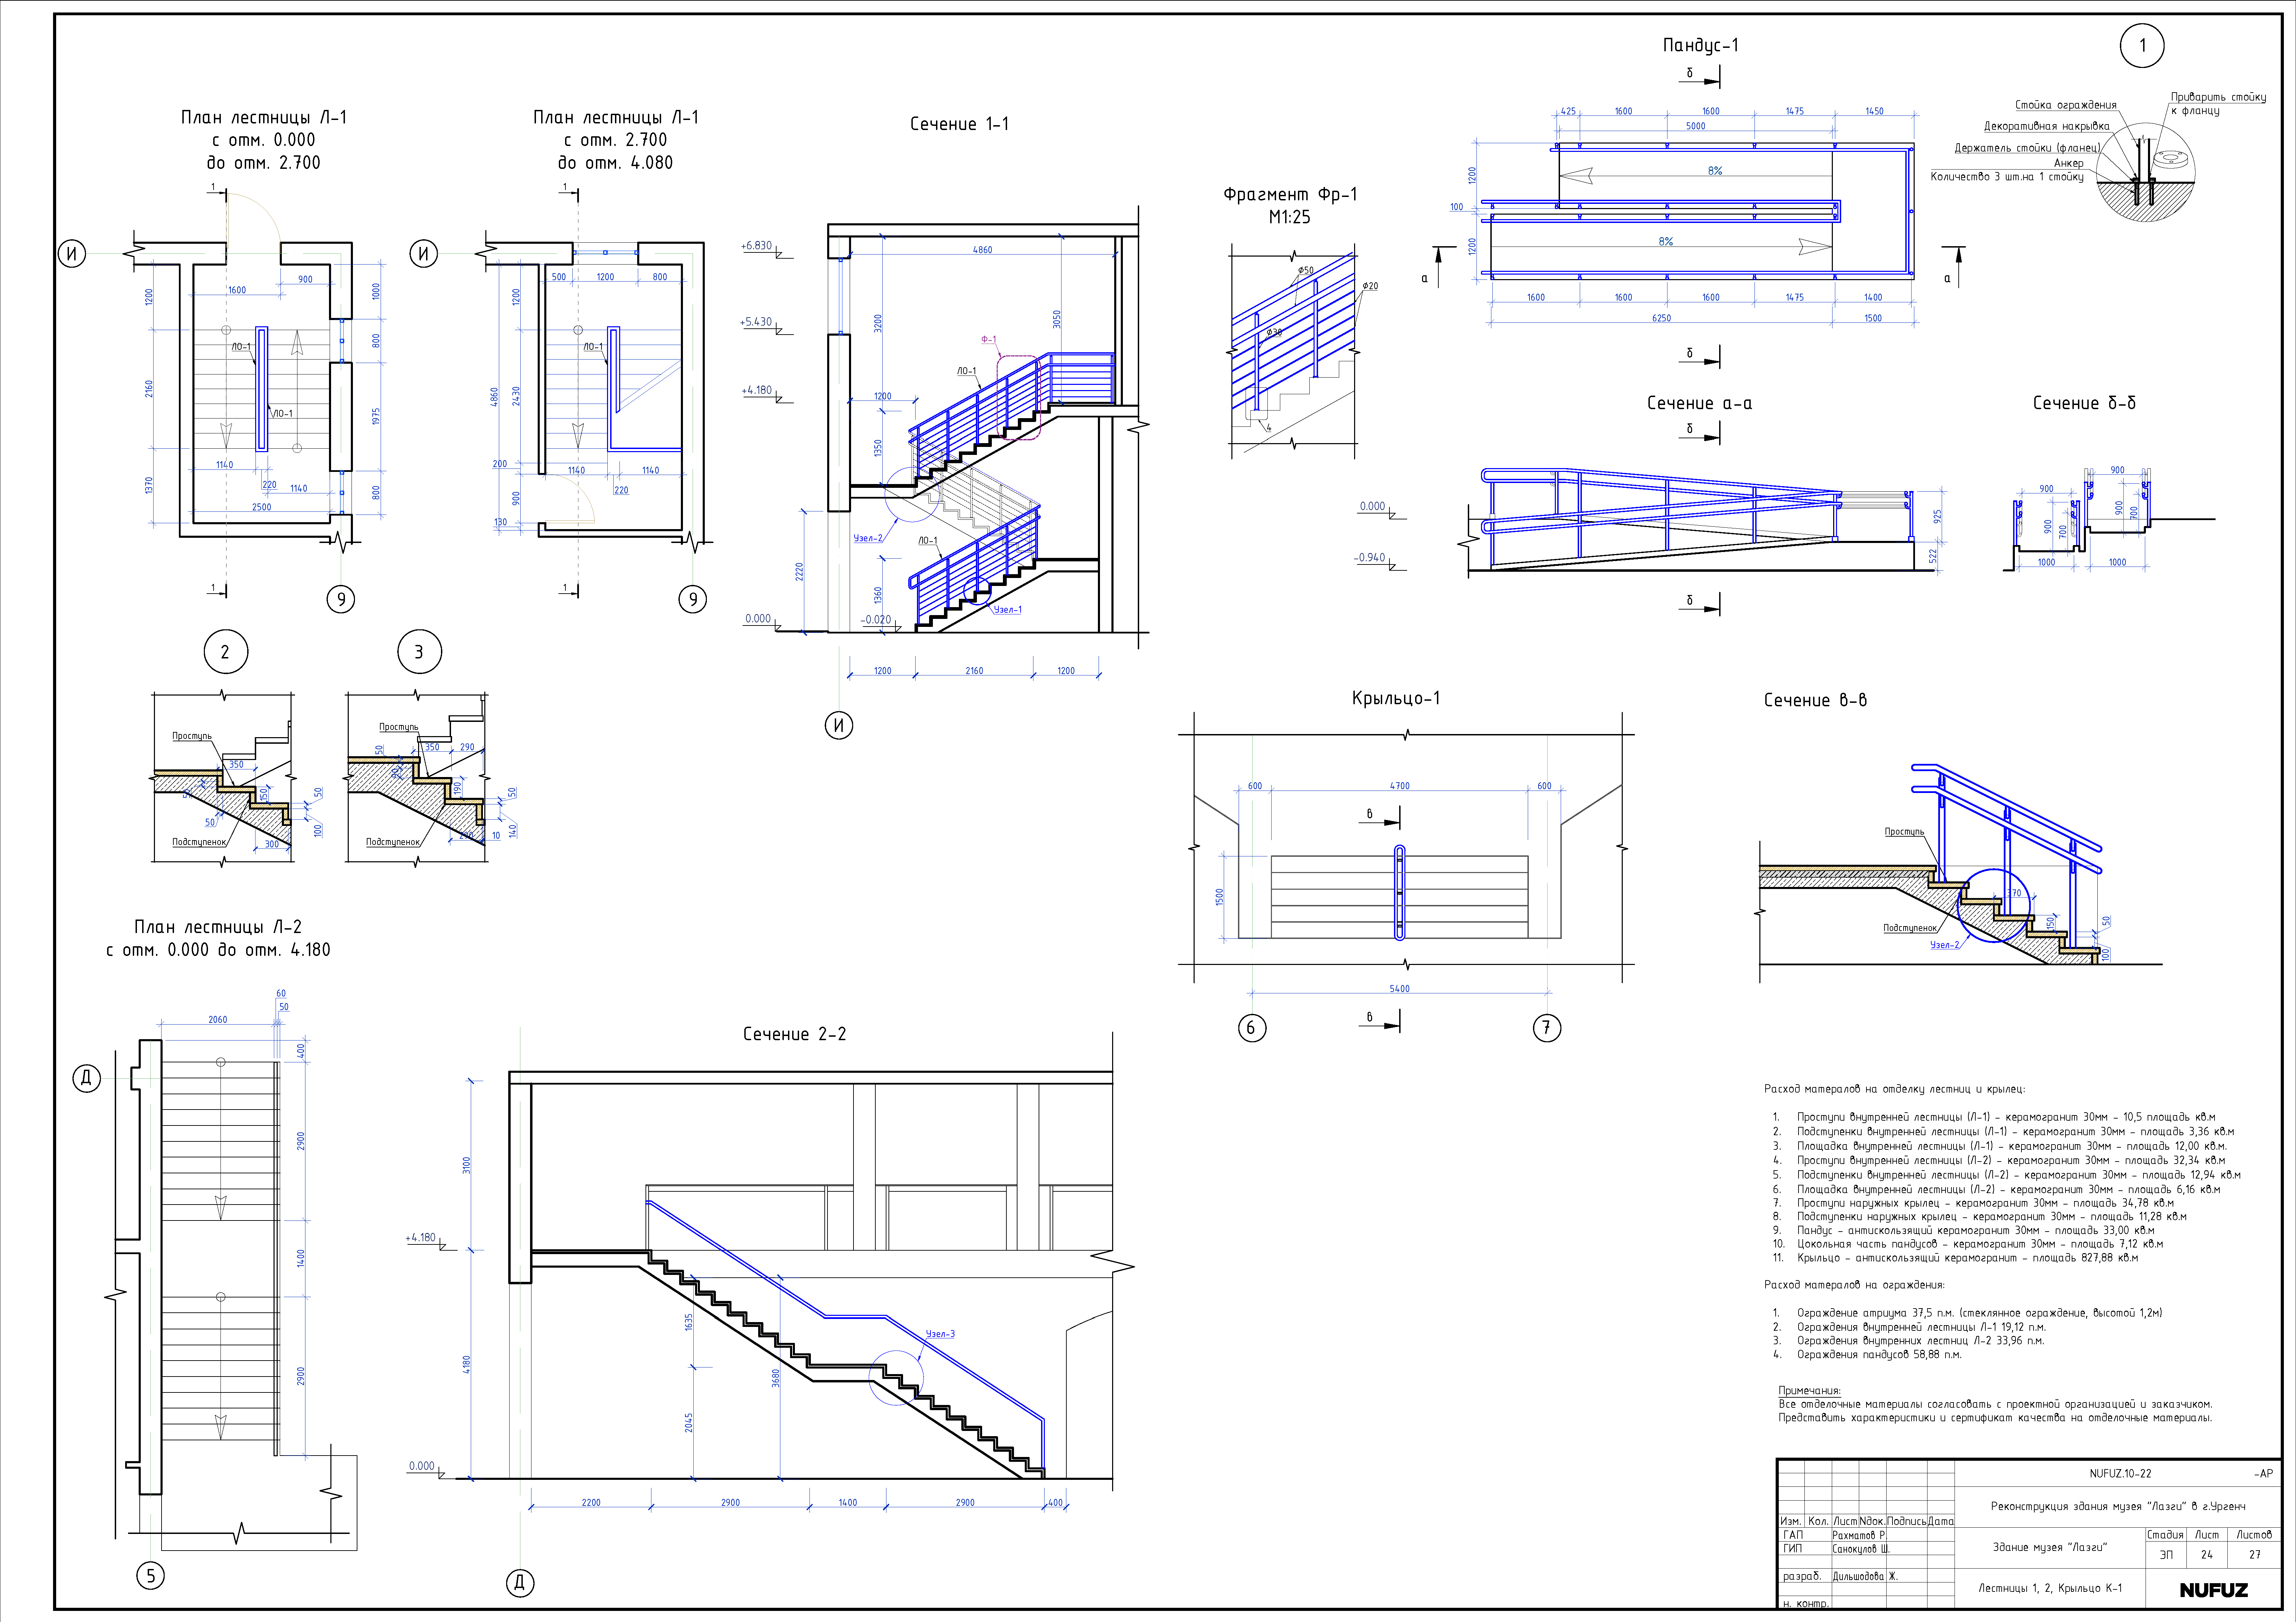 План лестницы Л-1
с отм. 0.000
до отм. 2.700
1
И
1200
1600
900
1000
800
ЛО-1
2160
ЛО-1
1975
1140
220
1140
1370
2500
800
1
9
План лестницы Л-1
с отм. 2.700
до отм. 4.080
1
И
500
1200
800
1200
ЛО-1
4860
2430
200
1140
1140
220
900
130
1
9
Сечение 1-1
+6.830
4860
+5.430
3200
3050
Ф-1
ЛО-1
+4.180
1200
1350
Узел-2
ЛО-1
2220
1360
Узел-1
0.000
-0.020
1200
2160
1200
И
Фрагмент Фр-1
М1:25
Ф50
Ф20
Ф30
4
Пандус-1
б
425
1600
1600
1475
1450
5000
1200
8%
100
1200
8%
а
а
1600
1600
1600
1475
1400
6250
1500
б
1
Стойка ограждения
Приварить стойку
к фланцу
Декоративная накрывка
Держатель стойки (фланец)
Анкер
Количество 3 шт.на 1 стойку
Сечение а-а
б
0.000
-0.940
925
522
б
Сечение б-б
900
900
900
700
900
700
1000
1000
2
Проступь
350
50
150
50
50
100
Подступенок
300
3
Проступь
50
350
290
90
190
50
140
Подступенок
290
10
Крыльцо-1
600
4700
600
в
1500
5400
6
7
в
Сечение в-в
Проступь
370
Подступенок
150
50
100
Узел-2
План лестницы Л-2
с отм. 0.000 до отм. 4.180
60
50
2060
400
Д
2900
1400
2900
5
Сечение 2-2
3100
+4.180
1635
Узел-3
4180
3680
2045
0.000
2200
2900
1400
2900
400
Д
Расход матералов на отделку лестниц и крылец:
1. Проступи внутренней лестницы (Л-1) - керамогранит 30мм - 10,5 площадь кв.м
2. Подступенки внутренней лестницы (Л-1) - керамогранит 30мм - площадь 3,36 кв.м
3. Площадка внутренней лестницы (Л-1) - керамогранит 30мм - площадь 12,00 кв.м.
4. Проступи внутренней лестницы (Л-2) - керамогранит 30мм - площадь 32,34 кв.м
5. Подступенки внутренней лестницы (Л-2) - керамогранит 30мм - площадь 12,94 кв.м
6. Площадка внутренней лестницы (Л-2) - керамогранит 30мм - площадь 6,16 кв.м
7. Проступи наружных крылец - керамогранит 30мм - площадь 34,78 кв.м
8. Подступенки наружных крылец - керамогранит 30мм - площадь 11,28 кв.м
9. Пандус - антискользящий керамогранит 30мм - площадь 33,00 кв.м
10. Цокольная часть пандусов - керамогранит 30мм - площадь 7,12 кв.м
11. Крыльцо - антискользящий керамогранит - площадь 827,88 кв.м
Расход матералов на ограждения:
1. Ограждение атриума 37,5 п.м. (стеклянное ограждение, высотой 1,2м)
2. Ограждения внутренней лестницы Л-1 19,12 п.м.
3. Ограждения внутренних лестниц Л-2 33,96 п.м.
4. Ограждения пандусов 58,88 п.м.
Примечания:
Все отделочные материалы согласовать с проектной организацией и заказчиком.
Представить характеристики и сертификат качества на отделочные материалы.
NUFUZ.10-22 -АР
Реконструкция здания музея "Лазги" в г.Ургенч
Изм. Кол. Лист Nдок. Подпись Дата
ГАП Рахматов Р.
ГИП Санокулов Ш.
Здание музея "Лазги"
Стадия Лист Листов
ЭП 24 27
разраб. Дильшодова Ж.
Лестницы 1, 2, Крыльцо К-1
NUFUZ
н. контр.